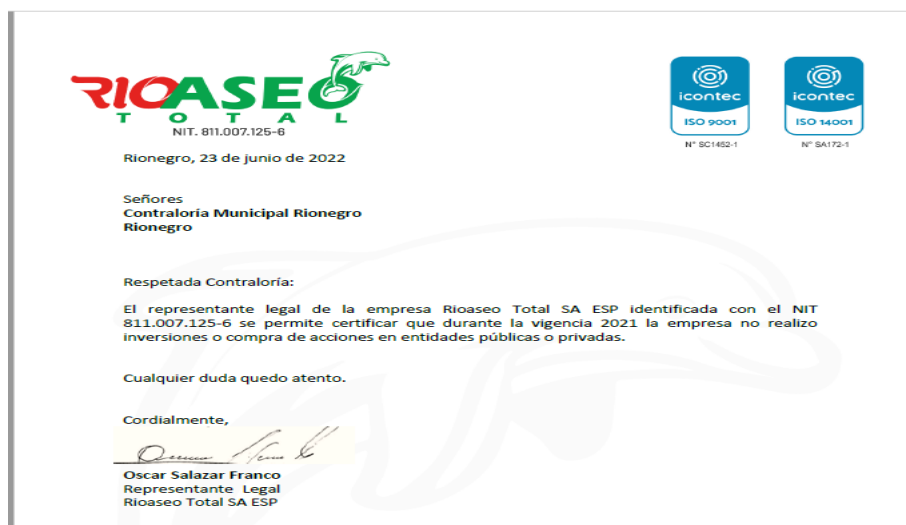 RIOASEO
TOTAL
NIT. 811.007.125-6
icontec
ISO 9001
N° SC1462-1
icontec
ISO 14001
N° SA172-1
Rionegro, 23 de junio de 2022
Señores
Contraloría Municipal Rionegro
Rionegro
Respetada Contraloría:
El representante legal de la empresa Rioaseo Total SA ESP identificada con el NIT
811.007.125-6 se permite certificar que durante la vigencia 2021 la empresa no realizo
inversiones o compra de acciones en entidades públicas o privadas.
Cualquier duda quedo atento.
Cordialmente,
Oscar Salazar Franco
Representante Legal
Rioaseo Total SA ESP